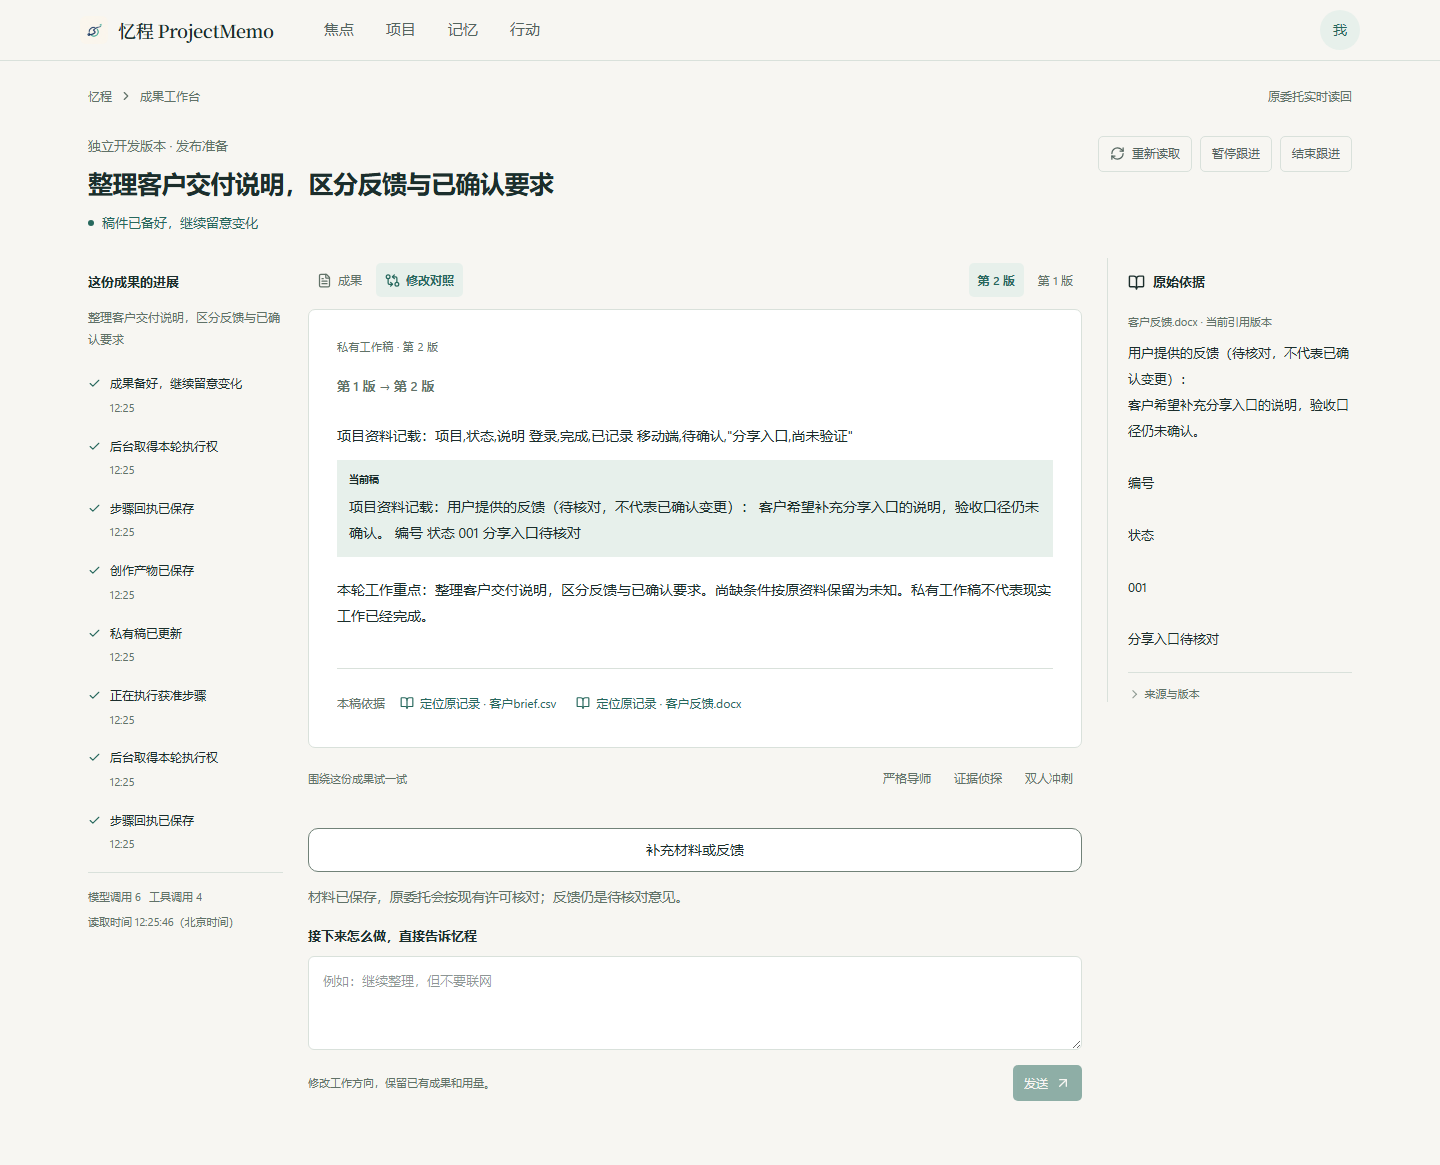 忆程 ProjectMemo
焦点
项目
记忆
行动
我
忆程 > 成果工作台
原委托实时读回
独立开发版本 · 发布准备
整理客户交付说明，区分反馈与已确认要求
稿件已备好，继续留意变化
重新读取
暂停跟进
结束跟进
这份成果的进展
整理客户交付说明，区分反馈与已确
认要求
成果备好，继续留意变化
12:25
后台取得本轮执行权
12:25
步骤回执已保存
12:25
创作产物已保存
12:25
私有稿已更新
12:25
正在执行获准步骤
12:25
后台取得本轮执行权
12:25
步骤回执已保存
12:25
模型调用 6 工具调用 4
读取时间 12:25:46（北京时间）
成果
修改对照
第 2 版
第 1 版
私有工作稿 · 第 2 版
第 1 版 → 第 2 版
项目资料记载：项目,状态,说明 登录,完成,已记录 移动端,待确认,"分享入口,尚未验证"
当前稿
项目资料记载：用户提供的反馈（待核对，不代表已确认变更）： 客户希望补充分享入口的说明，验收口径仍未
确认。 编号 状态 001 分享入口待核对
本轮工作重点：整理客户交付说明，区分反馈与已确认要求。尚缺条件按原资料保留为未知。私有工作稿不代表现实
工作已经完成。
本稿依据
定位原记录 · 客户brief.csv
定位原记录 · 客户反馈.docx
围绕这份成果试一试
严格导师
证据侦探
双人冲刺
补充材料或反馈
材料已保存，原委托会按现有许可核对；反馈仍是待核对意见。
接下来怎么做，直接告诉忆程
例如：继续整理，但不要联网
修改工作方向，保留已有成果和用量。
发送
原始依据
客户反馈.docx · 当前引用版本
用户提供的反馈（待核对，不代表已确
认变更）：
客户希望补充分享入口的说明，验收口
径仍未确认。
编号
状态
001
分享入口待核对
来源与版本